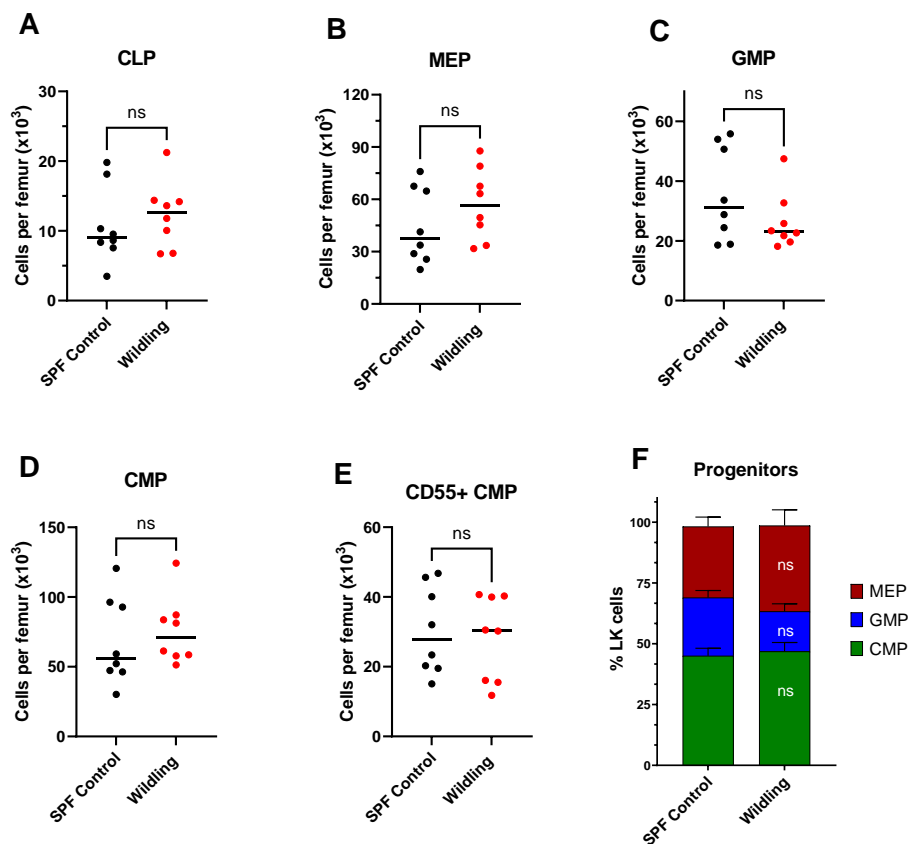 A
CLP
Cells per femur (x10³)
30
20
10
0
ns
SPF Control
Wildling
B
MEP
Cells per femur (x10³)
120
90
60
30
0
ns
SPF Control
Wildling
C
GMP
Cells per femur (x10³)
60
40
20
0
ns
SPF Control
Wildling
D
CMP
Cells per femur (x10³)
150
100
50
0
ns
SPF Control
Wildling
E
CD55+ CMP
Cells per femur (x10³)
60
40
20
0
ns
SPF Control
Wildling
F
Progenitors
% LK cells
100
75
50
25
0
ns
ns
ns
SPF Control
Wildling
MEP
GMP
CMP